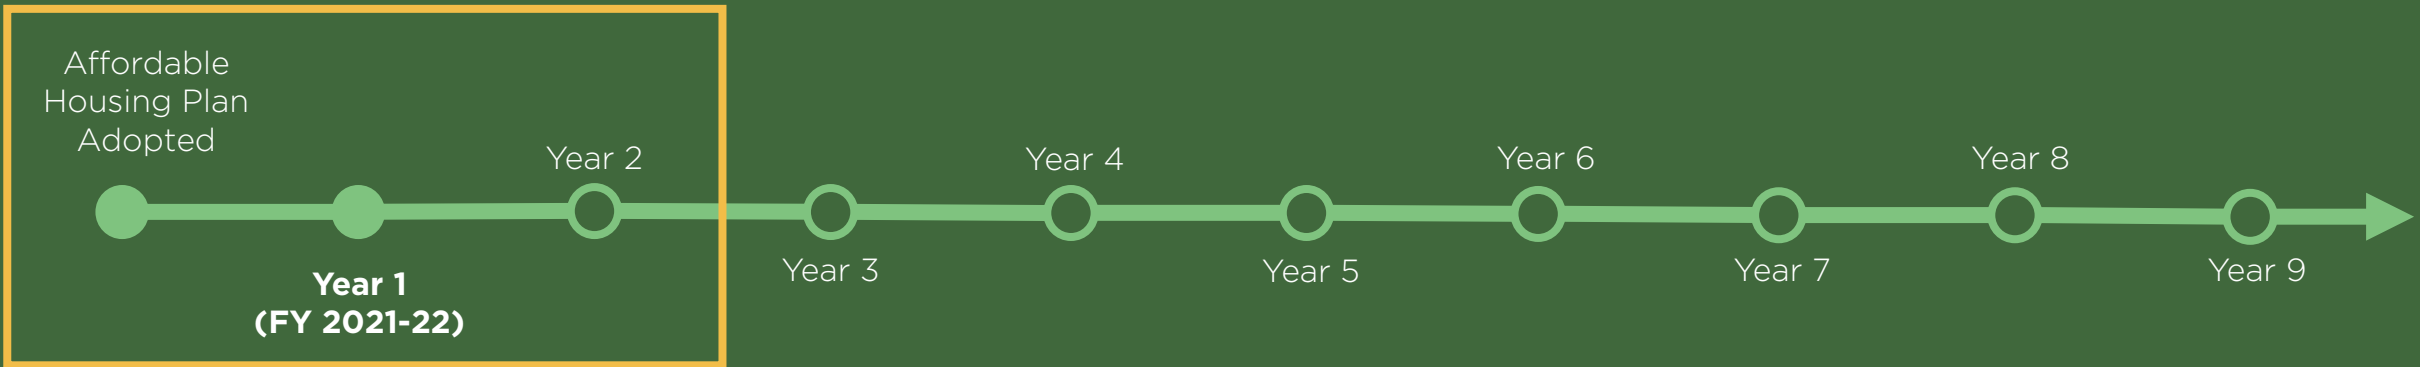 Affordable
Housing Plan
Adopted
Year 1
(FY 2021-22)
Year 2
Year 3
Year 4
Year 5
Year 6
Year 7
Year 8
Year 9